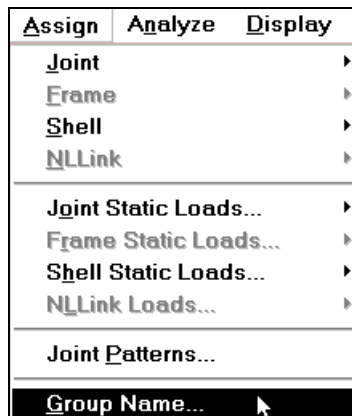 Assign Analyze Display
Joint
Frame
Shell
NLLink
Joint Static Loads...
Frame Static Loads...
Shell Static Loads...
NLLink Loads...
Joint Patterns...
Group Name...